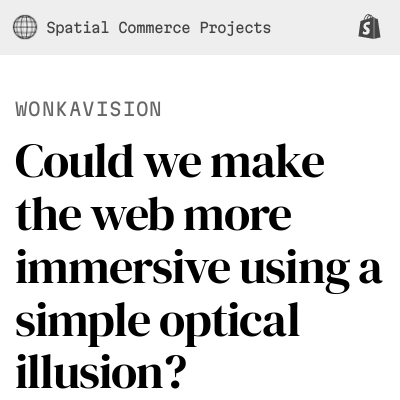 Spatial Commerce Projects
WONKAVISION
Could we make
the web more
immersive using a
simple optical
illusion?